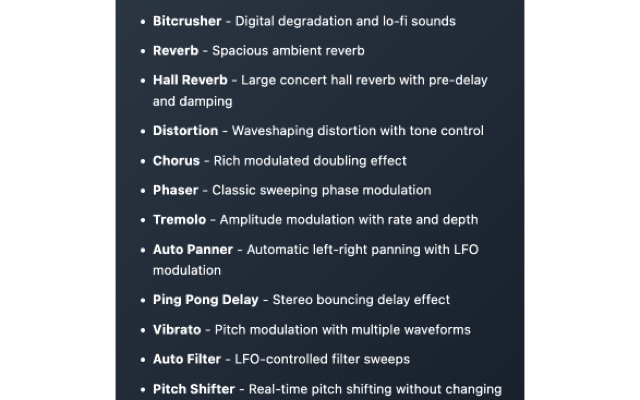 • Bitcrusher - Digital degradation and lo-fi sounds
• Reverb - Spacious ambient reverb
• Hall Reverb - Large concert hall reverb with pre-delay
and damping
• Distortion - Waveshaping distortion with tone control
• Chorus - Rich modulated doubling effect
• Phaser - Classic sweeping phase modulation
• Tremolo - Amplitude modulation with rate and depth
• Auto Panner - Automatic left-right panning with LFO
modulation
• Ping Pong Delay - Stereo bouncing delay effect
• Vibrato - Pitch modulation with multiple waveforms
• Auto Filter - LFO-controlled filter sweeps
• Pitch Shifter - Real-time pitch shifting without changing